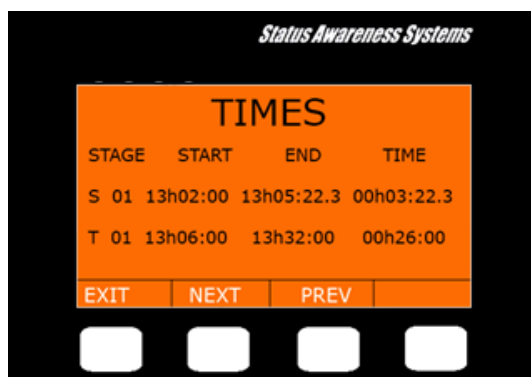 Status Awareness Systems
TIMES
STAGE START END TIME
S 01 13h02:00 13h05:22.3 00h03:22.3
T 01 13h06:00 13h32:00 00h26:00
EXIT NEXT PREV